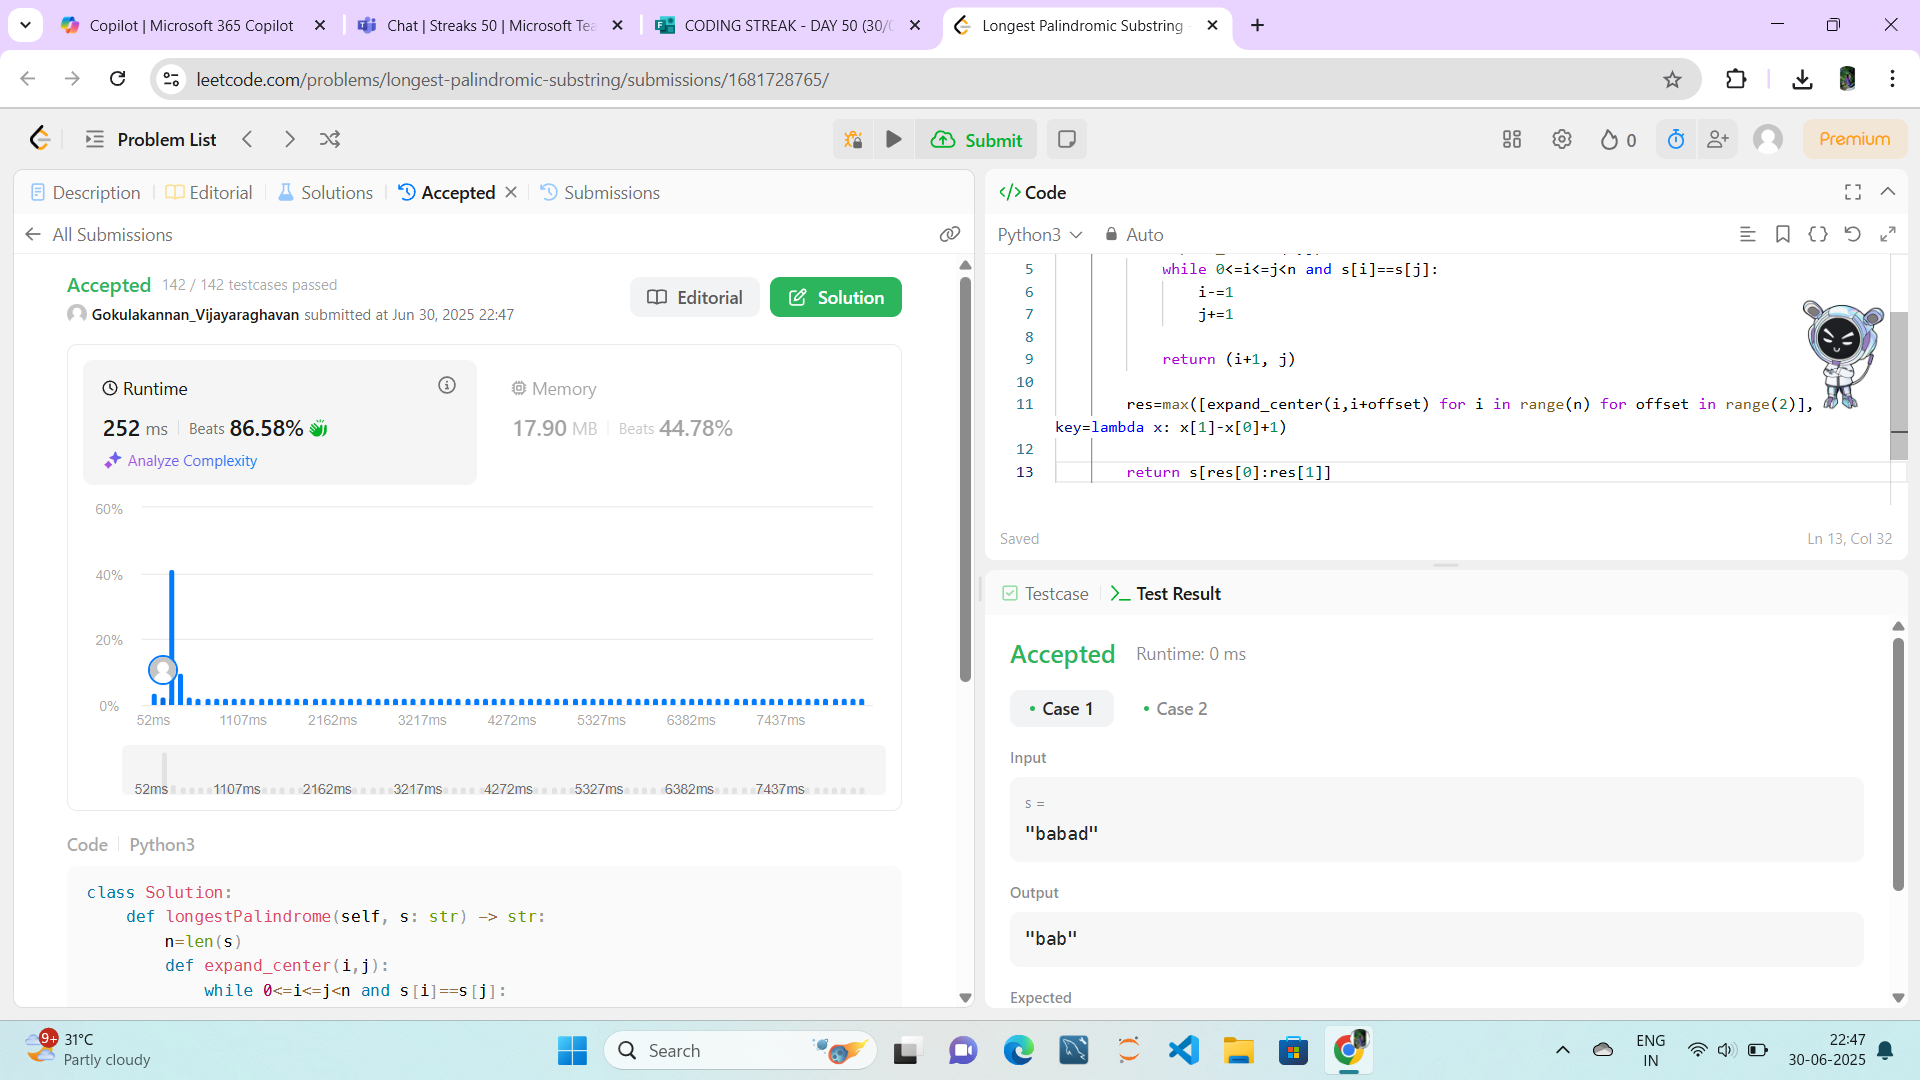 Copilot | Microsoft 365 Copilot
Chat | Streaks 50 | Microsoft Tea
CODING STREAK - DAY 50 (30/0
Longest Palindromic Substring
leetcode.com/problems/longest-palindromic-substring/submissions/1681728765/
Problem List
Submit
0
Premium
Description
Editorial
Solutions
Accepted
Submissions
All Submissions
Accepted 142 / 142 testcases passed
Gokulakannan_Vijayaraghavan submitted at Jun 30, 2025 22:47
Editorial
Solution
Runtime
252 ms Beats 86.58%
Analyze Complexity
Memory
17.90 MB Beats 44.78%
60%
40%
20%
0%
52ms 1107ms 2162ms 3217ms 4272ms 5327ms 6382ms 7437ms
52ms 1107ms 2162ms 3217ms 4272ms 5327ms 6382ms 7437ms
Code Python3
class Solution:
def longestPalindrome(self, s: str) -> str:
n=len(s)
def expand_center(i,j):
while 0<=i<=j<n and s[i]==s[j]:
</> Code
Python3 Auto
5 while 0<=i<=j<n and s[i]==s[j]:
6 i-=1
7 j+=1
8
9 return (i+1, j)
10
11 res=max([expand_center(i,i+offset) for i in range(n) for offset in range(2)],
key=lambda x: x[1]-x[0]+1)
12
13 return s[res[0]:res[1]]
Saved
Ln 13, Col 32
Testcase
Test Result
Accepted Runtime: 0 ms
Case 1
Case 2
Input
s =
"babad"
Output
"bab"
Expected
9+
31°C
Partly cloudy
Search
ENG
IN
22:47
30-06-2025